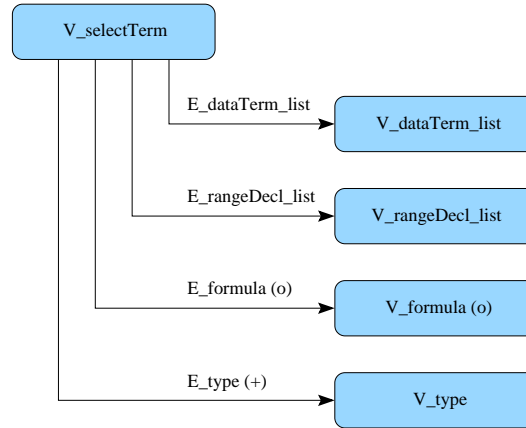 V_selectTerm
E_dataTerm_list
V_dataTerm_list
E_rangeDecl_list
V_rangeDecl_list
E_formula (o)
V_formula (o)
E_type (+)
V_type